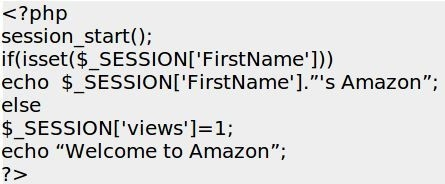 <?php
session_start();
if(isset($_SESSION['FirstName']))
echo  $_SESSION['FirstName'].”'s Amazon”;
else
$_SESSION['views']=1;
echo “Welcome to Amazon”;
?>